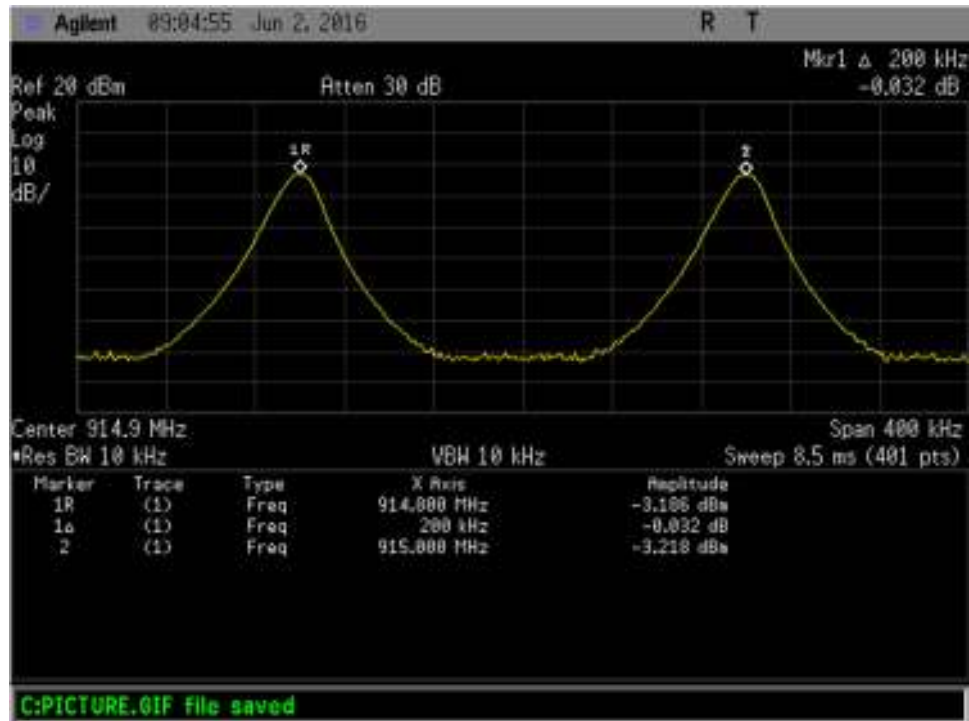 Agilent 09:04:55 Jun 2, 2016 R T
Mkr1 Δ 200 kHz
Ref 20 dBm Atten 30 dB -0.032 dB
Peak
Log
10
dB/
1R
2
Center 914.9 MHz Span 400 kHz
*Res BW 10 kHz VBW 10 kHz Sweep 8.5 ms (401 pts)
Marker Trace Type X Axis Amplitude
1R (1) Freq 914.800 MHz -3.186 dBm
1Δ (1) Freq 200 kHz -0.032 dB
2 (1) Freq 915.000 MHz -3.218 dBm
C:PICTURE.GIF file saved